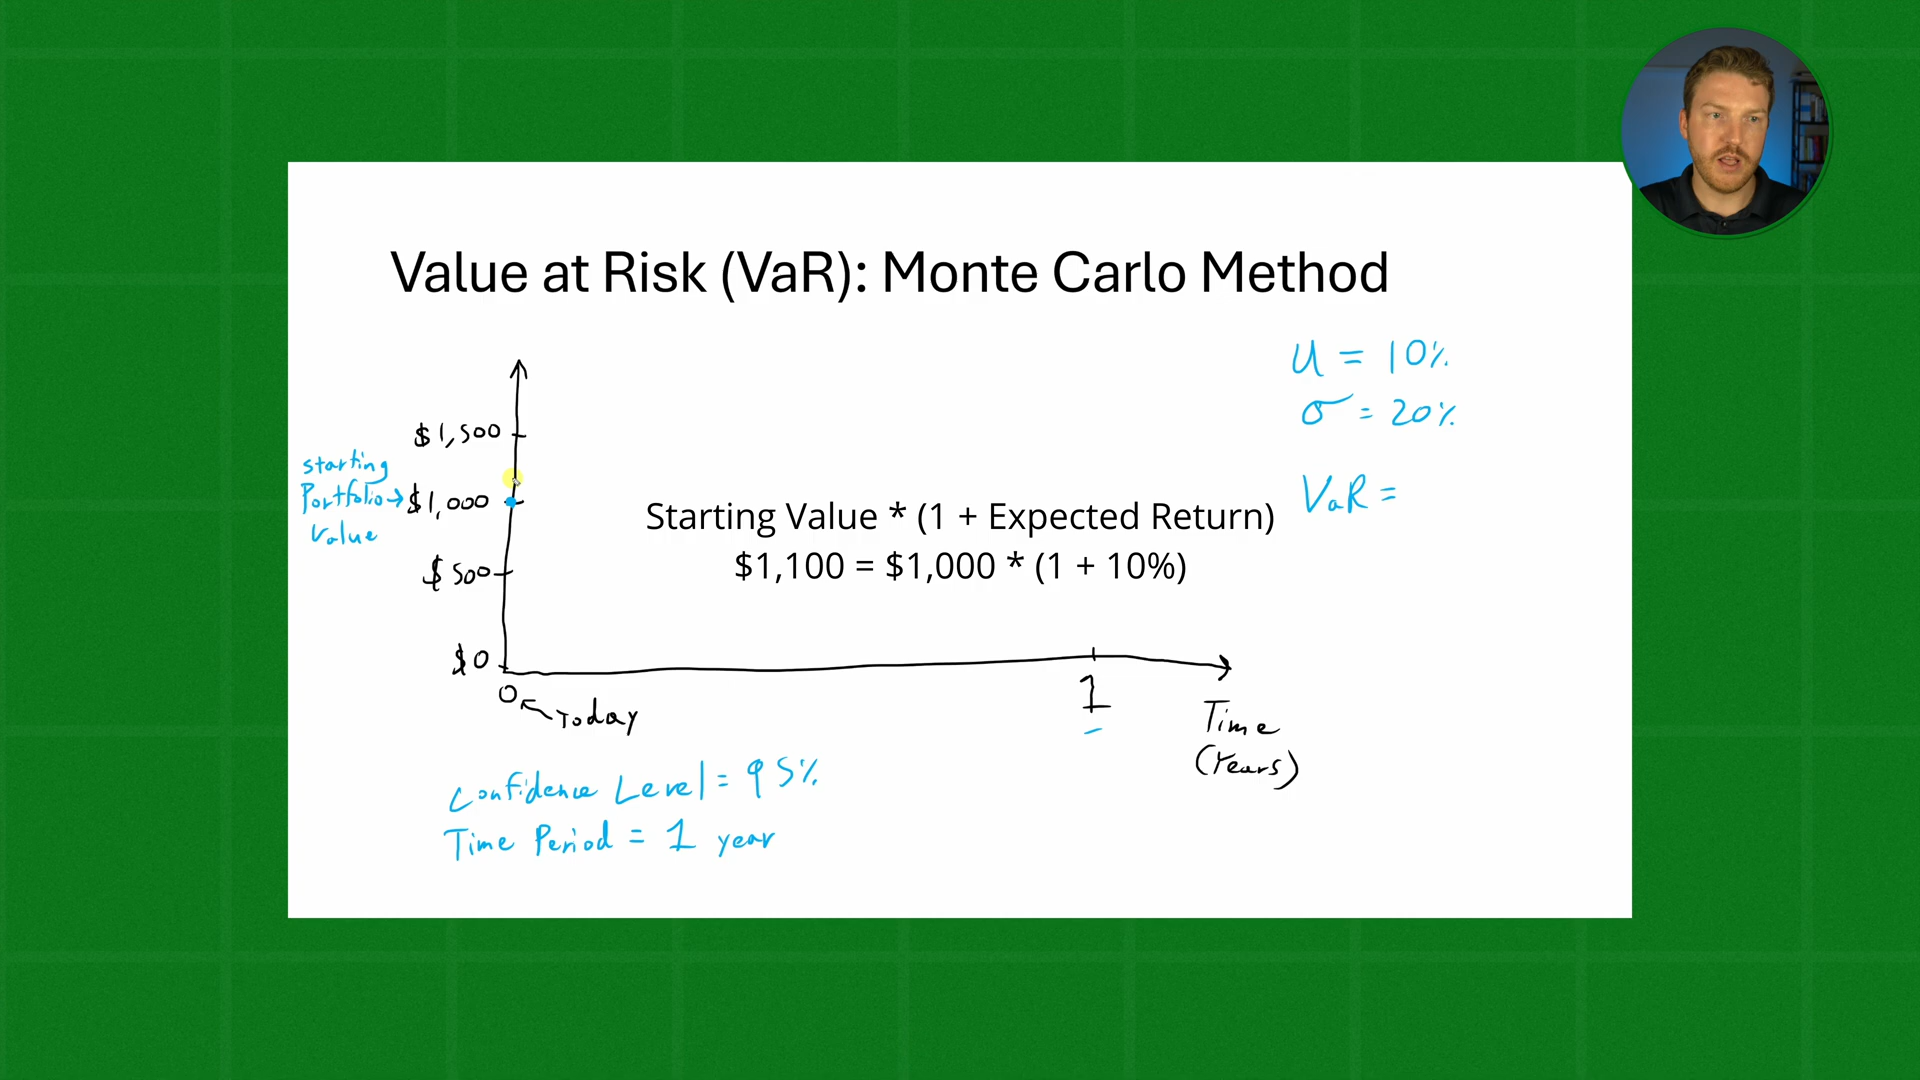 Value at Risk (VaR): Monte Carlo Method
u = 10%
σ = 20%
VaR =
$1,500
starting
Portfolio → $1,000
Value
Starting Value * (1 + Expected Return)
$1,100 = $1,000 * (1 + 10%)
$500
$0
0
Today
1
Time
(Years)
Confidence Level = 95%
Time Period = 1 year